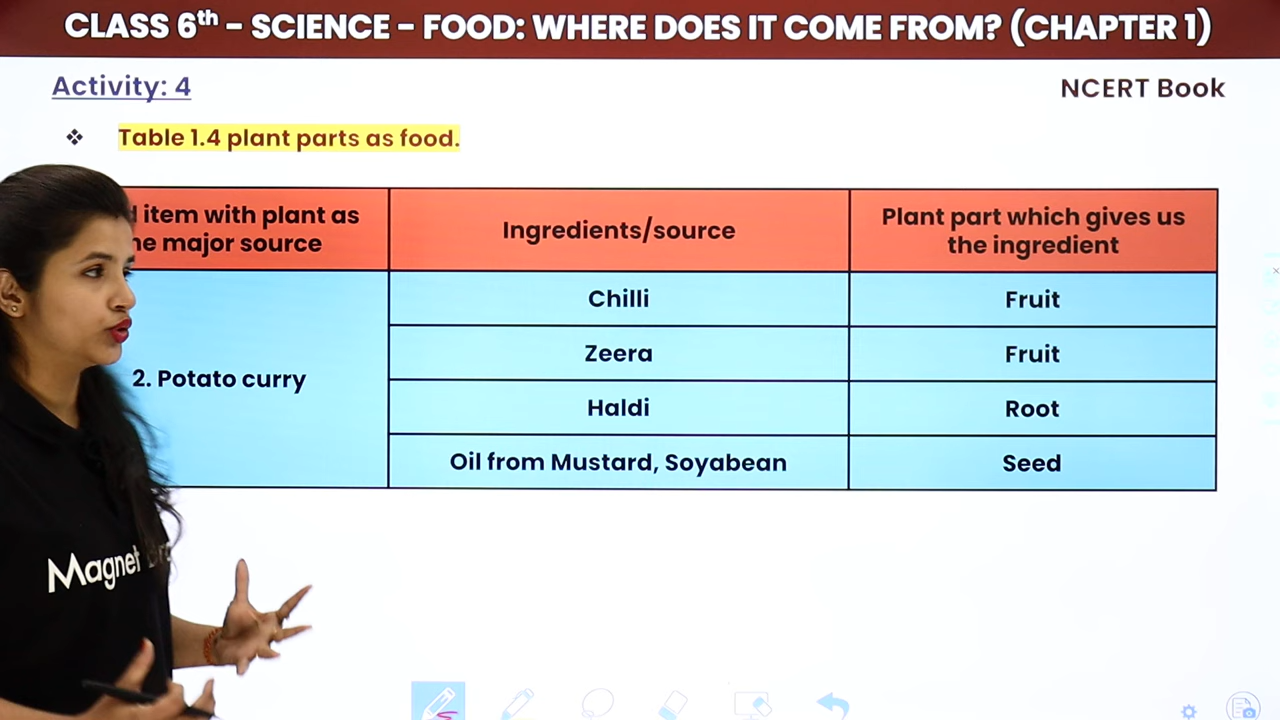 CLASS 6th - SCIENCE - FOOD: WHERE DOES IT COME FROM? (CHAPTER 1)
Activity: 4
NCERT Book
❖ Table 1.4 plant parts as food.
item with plant as
major source
Ingredients/source
Plant part which gives us
the ingredient
2. Potato curry
Chilli
Fruit
Zeera
Fruit
Haldi
Root
Oil from Mustard, Soyabean
Seed
Magnet